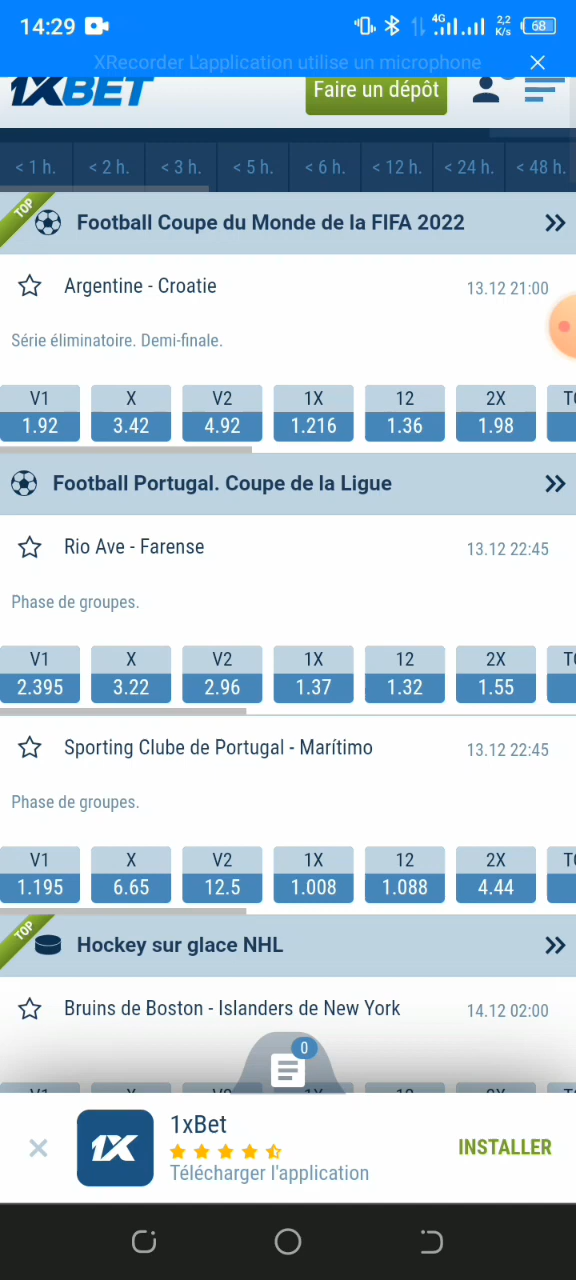 14:29 4G 2,2 K/s 68
XRecorder L'application utilise un microphone
1XBET Faire un dépôt
< 1 h. < 2 h. < 3 h. < 5 h. < 6 h. < 12 h. < 24 h. < 48 h.
TOP Football Coupe du Monde de la FIFA 2022
Argentine - Croatie 13.12 21:00
Série éliminatoire. Demi-finale.
V1 X V2 1X 12 2X
1.92 3.42 4.92 1.216 1.36 1.98
Football Portugal. Coupe de la Ligue
Rio Ave - Farense 13.12 22:45
Phase de groupes.
V1 X V2 1X 12 2X
2.395 3.22 2.96 1.37 1.32 1.55
Sporting Clube de Portugal - Marítimo 13.12 22:45
Phase de groupes.
V1 X V2 1X 12 2X
1.195 6.65 12.5 1.008 1.088 4.44
TOP Hockey sur glace NHL
Bruins de Boston - Islanders de New York 14.12 02:00
0
1xBet
1X INSTALLER
Télécharger l'application